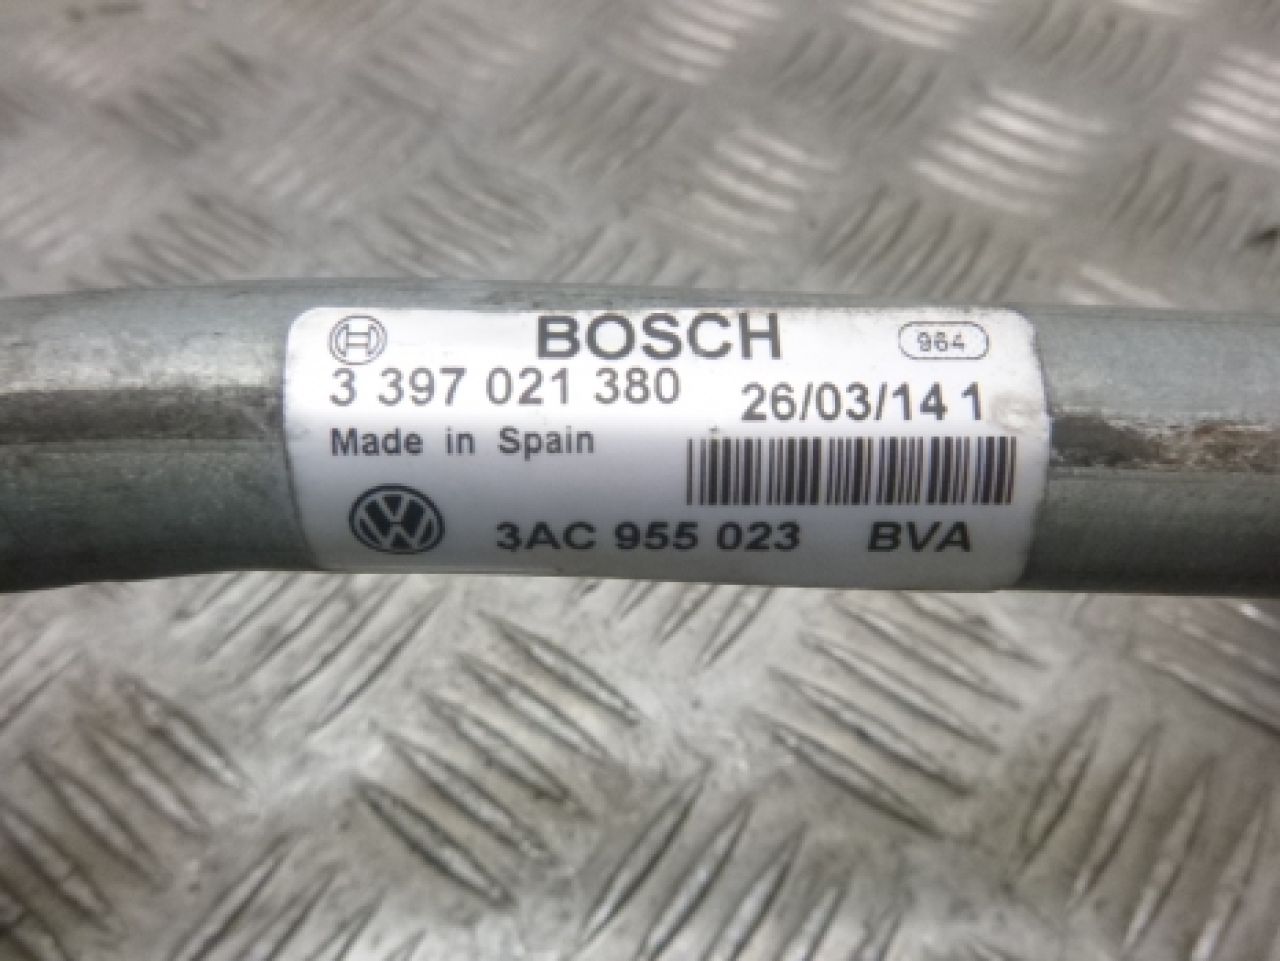 BOSCH 964
3 397 021 380 26/03/14 1
Made in Spain
3AC 955 023 BVA